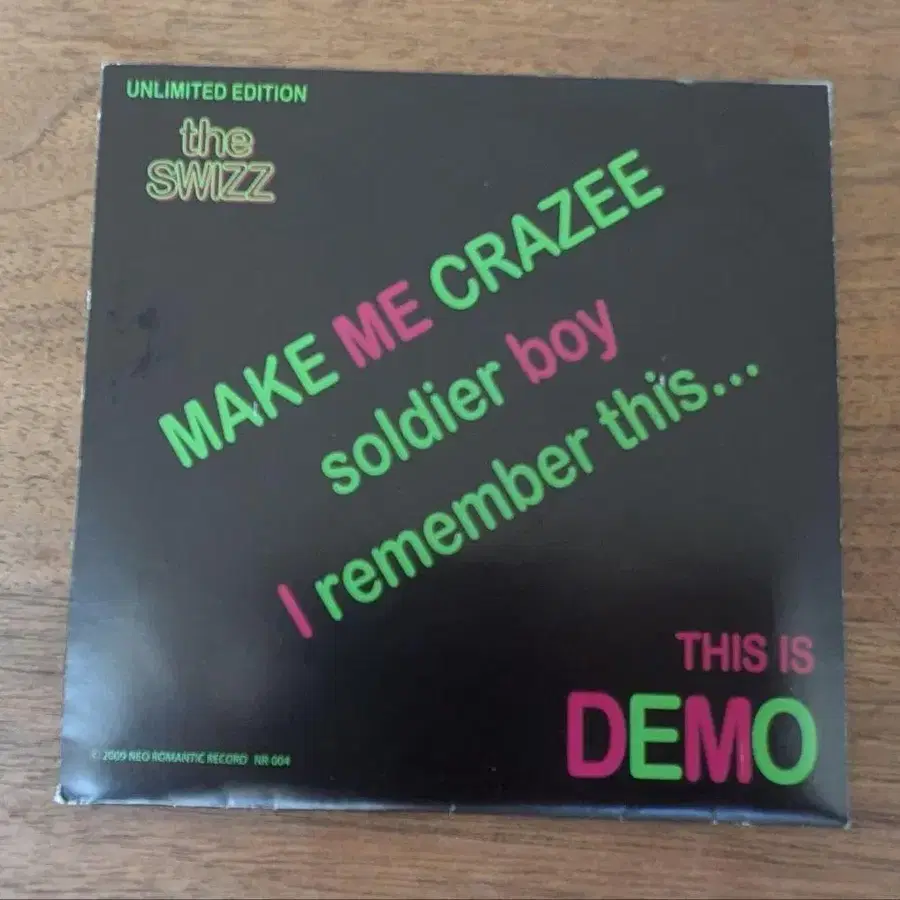 UNLIMITED EDITION
the
SWIZZ
MAKE ME CRAZEE
soldier boy
I remember this...
THIS IS
DEMO
© 2009 NEO ROMANTIC RECORD NR 004